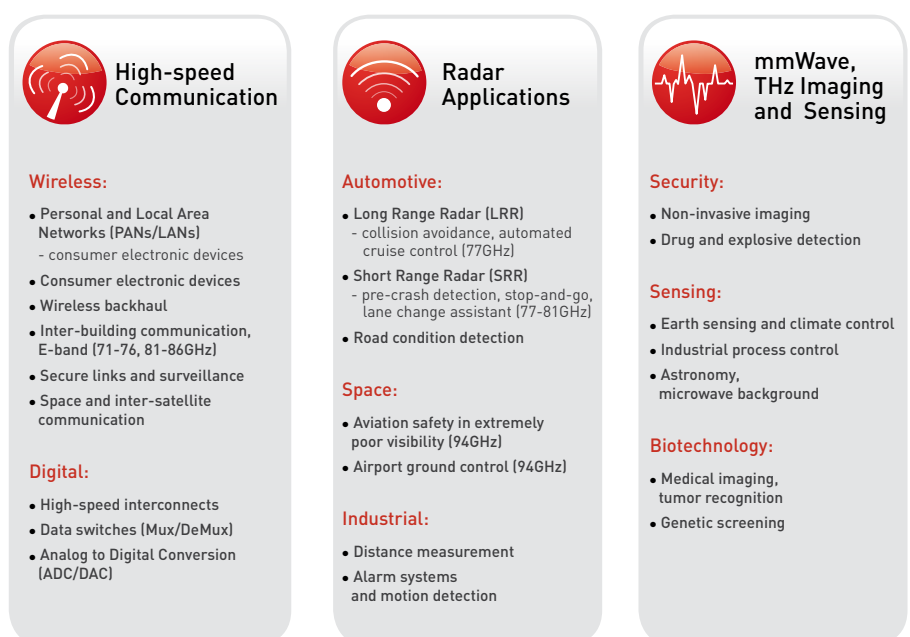 High-speed
Communication
Wireless:
• Personal and Local Area
Networks (PANs/LANs)
- consumer electronic devices
• Consumer electronic devices
• Wireless backhaul
• Inter-building communication,
E-band (71-76, 81-86GHz)
• Secure links and surveillance
• Space and inter-satellite
communication
Digital:
• High-speed interconnects
• Data switches (Mux/DeMux)
• Analog to Digital Conversion
(ADC/DAC)
Radar
Applications
Automotive:
• Long Range Radar (LRR)
- collision avoidance, automated
cruise control (77GHz)
• Short Range Radar (SRR)
- pre-crash detection, stop-and-go,
lane change assistant (77-81GHz)
• Road condition detection
Space:
• Aviation safety in extremely
poor visibility (94GHz)
• Airport ground control (94GHz)
Industrial:
• Distance measurement
• Alarm systems
and motion detection
mmWave,
THz Imaging
and Sensing
Security:
• Non-invasive imaging
• Drug and explosive detection
Sensing:
• Earth sensing and climate control
• Industrial process control
• Astronomy,
microwave background
Biotechnology:
• Medical imaging,
tumor recognition
• Genetic screening